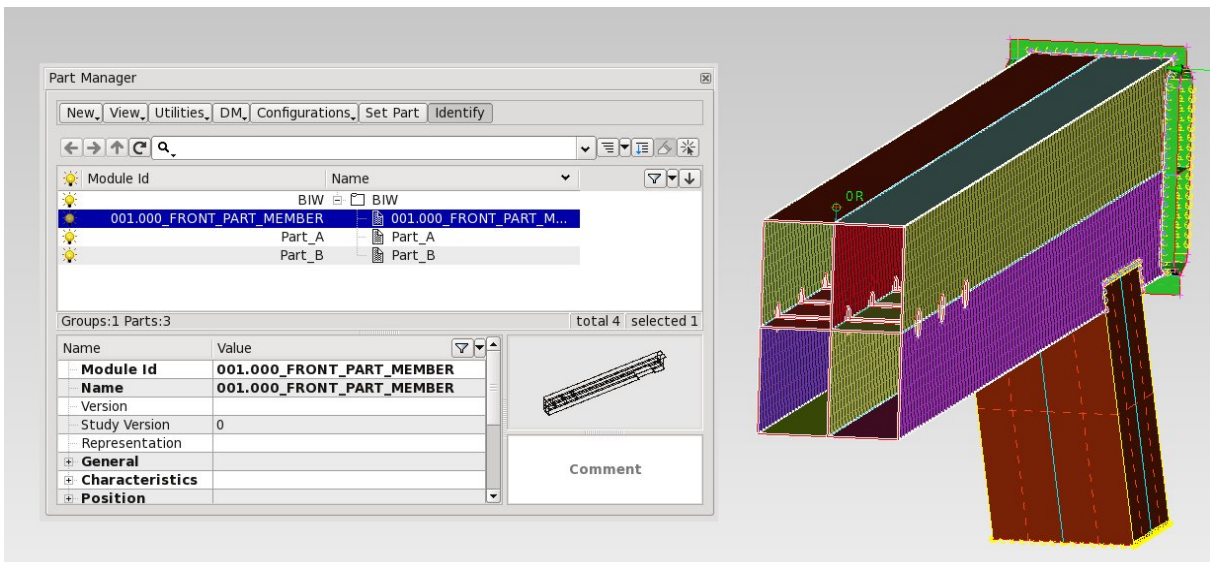 Part Manager
New View Utilities DM Configurations Set Part Identify
Module Id Name
BIW BIW
001.000_FRONT_PART_MEMBER 001.000_FRONT_PART_M...
Part_A Part_A
Part_B Part_B
Groups:1 Parts:3 total 4 selected 1
Name Value
Module Id 001.000_FRONT_PART_MEMBER
Name 001.000_FRONT_PART_MEMBER
Version
Study Version 0
Representation
General
Characteristics
Position
Comment
0R